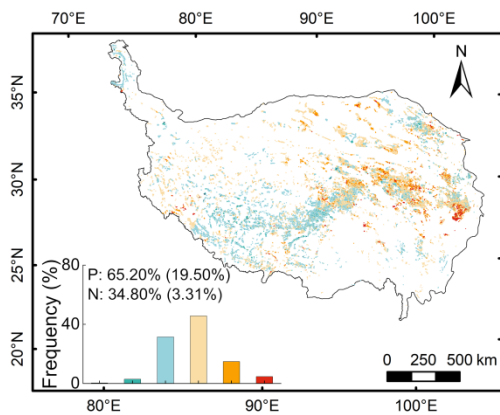 70°E 80°E 90°E 100°E
N
35°N
30°N
25°N
20°N
Frequency (%)
80
40
0
P: 65.20% (19.50%)
N: 34.80% (3.31%)
0 250 500 km
80°E 90°E 100°E